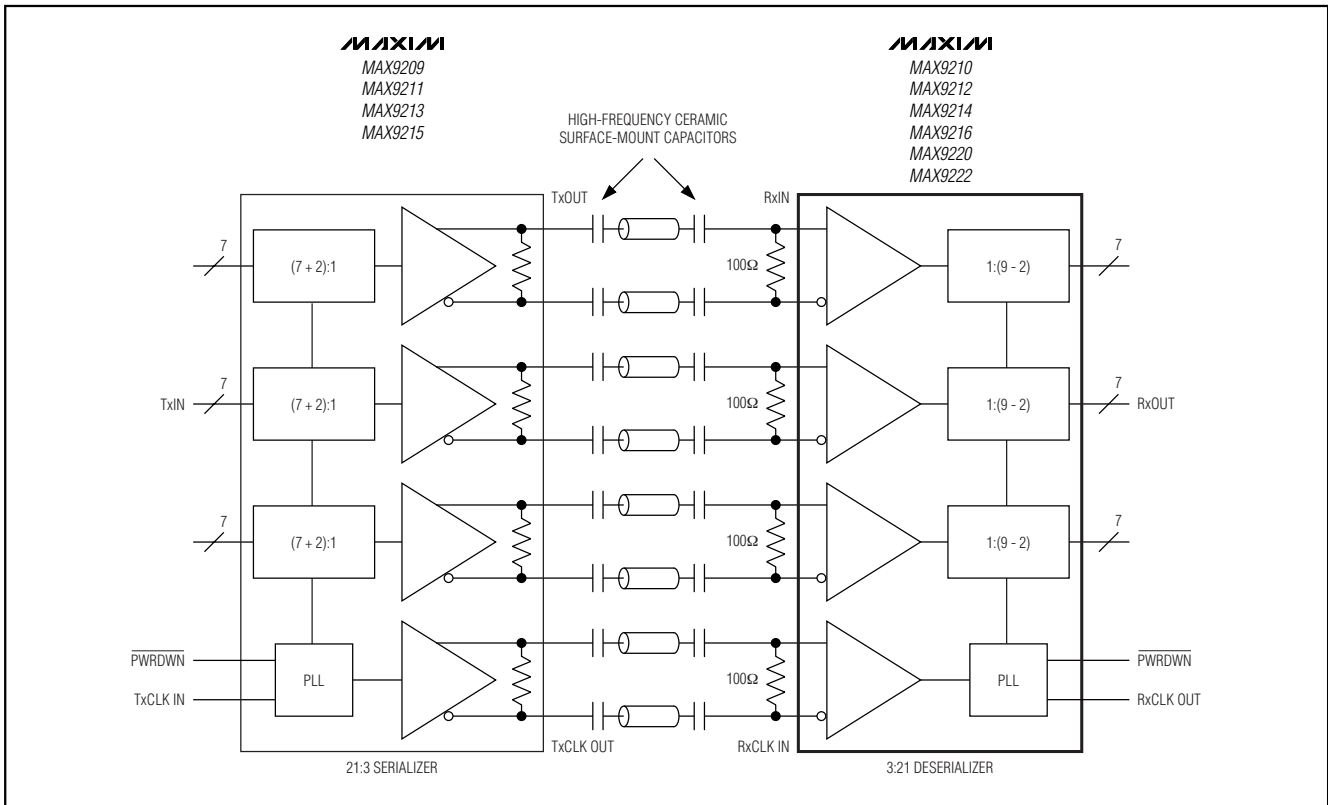 MAXIM
MAX9209
MAX9211
MAX9213
MAX9215
MAXIM
MAX9210
MAX9212
MAX9214
MAX9216
MAX9220
MAX9222
HIGH-FREQUENCY CERAMIC
SURFACE-MOUNT CAPACITORS
TxOUT
RxIN
7
(7 + 2):1
100Ω
1:(9 - 2)
7
TxIN
7
(7 + 2):1
100Ω
1:(9 - 2)
7
RxOUT
7
(7 + 2):1
100Ω
1:(9 - 2)
7
PWRDWN
TxCLK IN
PLL
100Ω
PLL
PWRDWN
RxCLK OUT
TxCLK OUT
RxCLK IN
21:3 SERIALIZER
3:21 DESERIALIZER